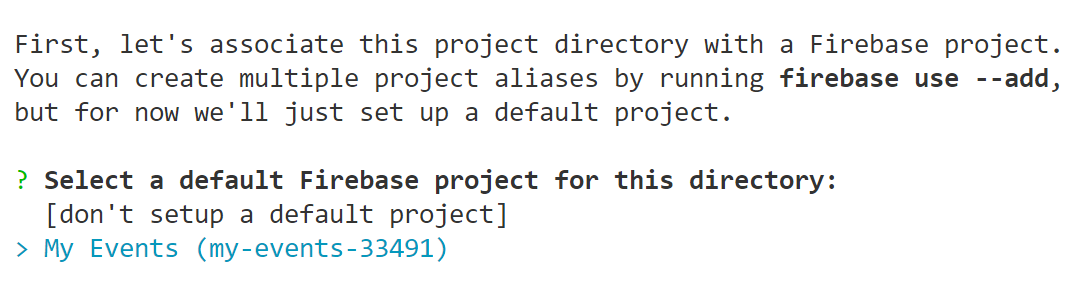 First, let's associate this project directory with a Firebase project.
You can create multiple project aliases by running firebase use --add,
but for now we'll just set up a default project.
? Select a default Firebase project for this directory:
[don't setup a default project]
> My Events (my-events-33491)